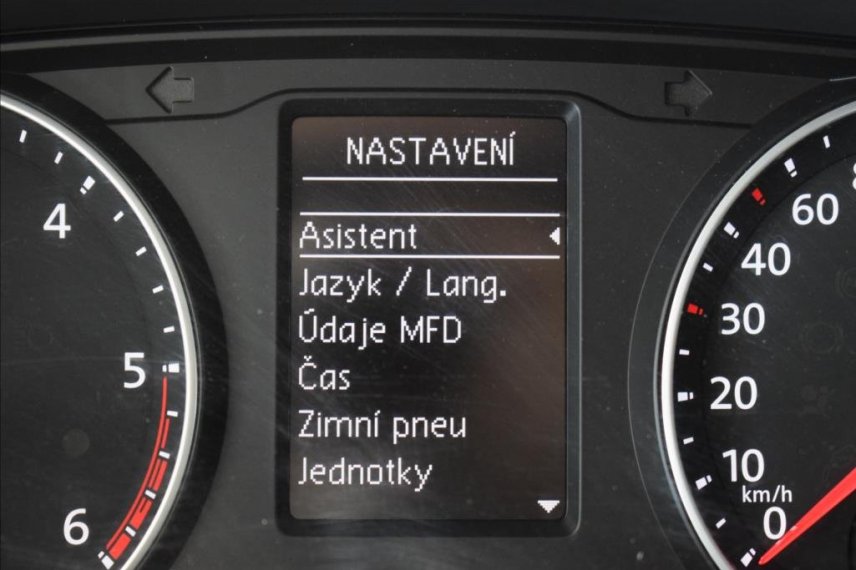 NASTAVENÍ
Asistent
Jazyk / Lang.
Údaje MFD
Čas
Zimní pneu
Jednotky
4
5
6
60
40
30
20
10
km/h
0